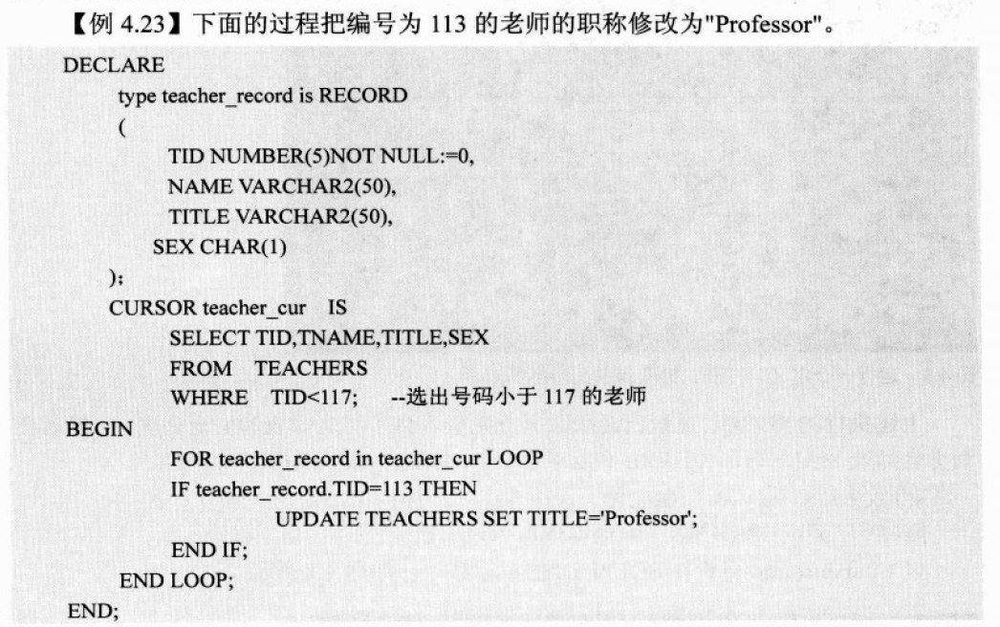 【例 4.23】下面的过程把编号为 113 的老师的职称修改为"Professor"。
DECLARE
type teacher_record is RECORD
(
TID NUMBER(5)NOT NULL:=0,
NAME VARCHAR2(50),
TITLE VARCHAR2(50),
SEX CHAR(1)
);
CURSOR teacher_cur IS
SELECT TID,TNAME,TITLE,SEX
FROM TEACHERS
WHERE TID<117; --选出号码小于 117 的老师
BEGIN
FOR teacher_record in teacher_cur LOOP
IF teacher_record.TID=113 THEN
UPDATE TEACHERS SET TITLE='Professor';
END IF;
END LOOP;
END;